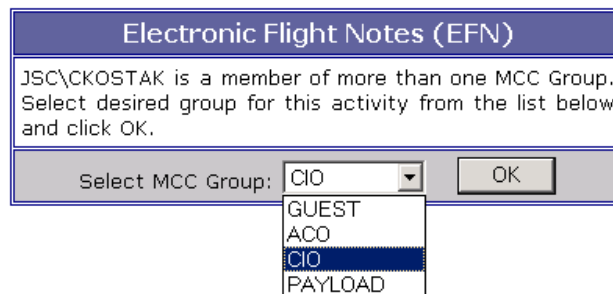 Electronic Flight Notes (EFN)
JSC\CKOSTAK is a member of more than one MCC Group.
Select desired group for this activity from the list below
and click OK.
Select MCC Group: CIO OK
GUEST
ACO
CIO
PAYLOAD